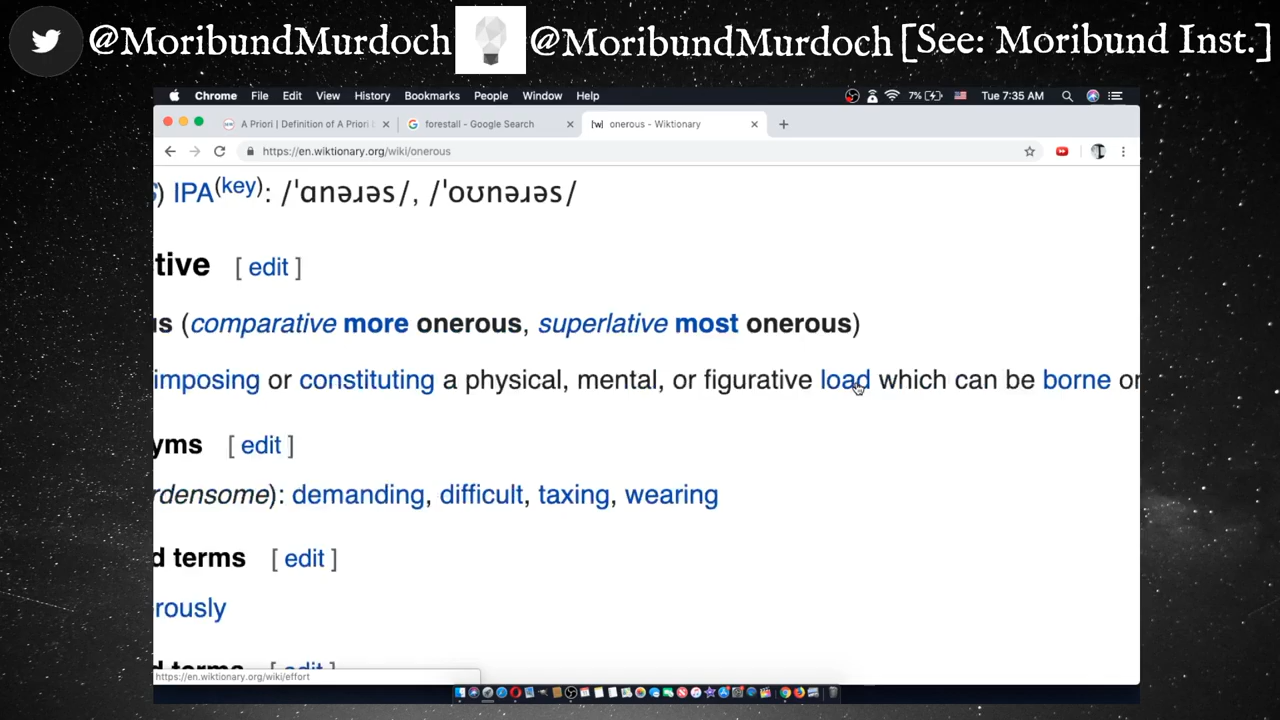 @MoribundMurdoch @MoribundMurdoch [See: Moribund Inst.]
Chrome File Edit View History Bookmarks People Window Help 7% Tue 7:35 AM
A Priori | Definition of A Priori forestall - Google Search [w] onerous - Wiktionary
https://en.wiktionary.org/wiki/onerous
) IPA(key): /ˈɑnəɹəs/, /ˈoʊnəɹəs/
tive [ edit ]
us (comparative more onerous, superlative most onerous)
imposing or constituting a physical, mental, or figurative load which can be borne or
yms [ edit ]
rdensome): demanding, difficult, taxing, wearing
d terms [ edit ]
rously
d terms [ edit ]
https://en.wiktionary.org/wiki/effort